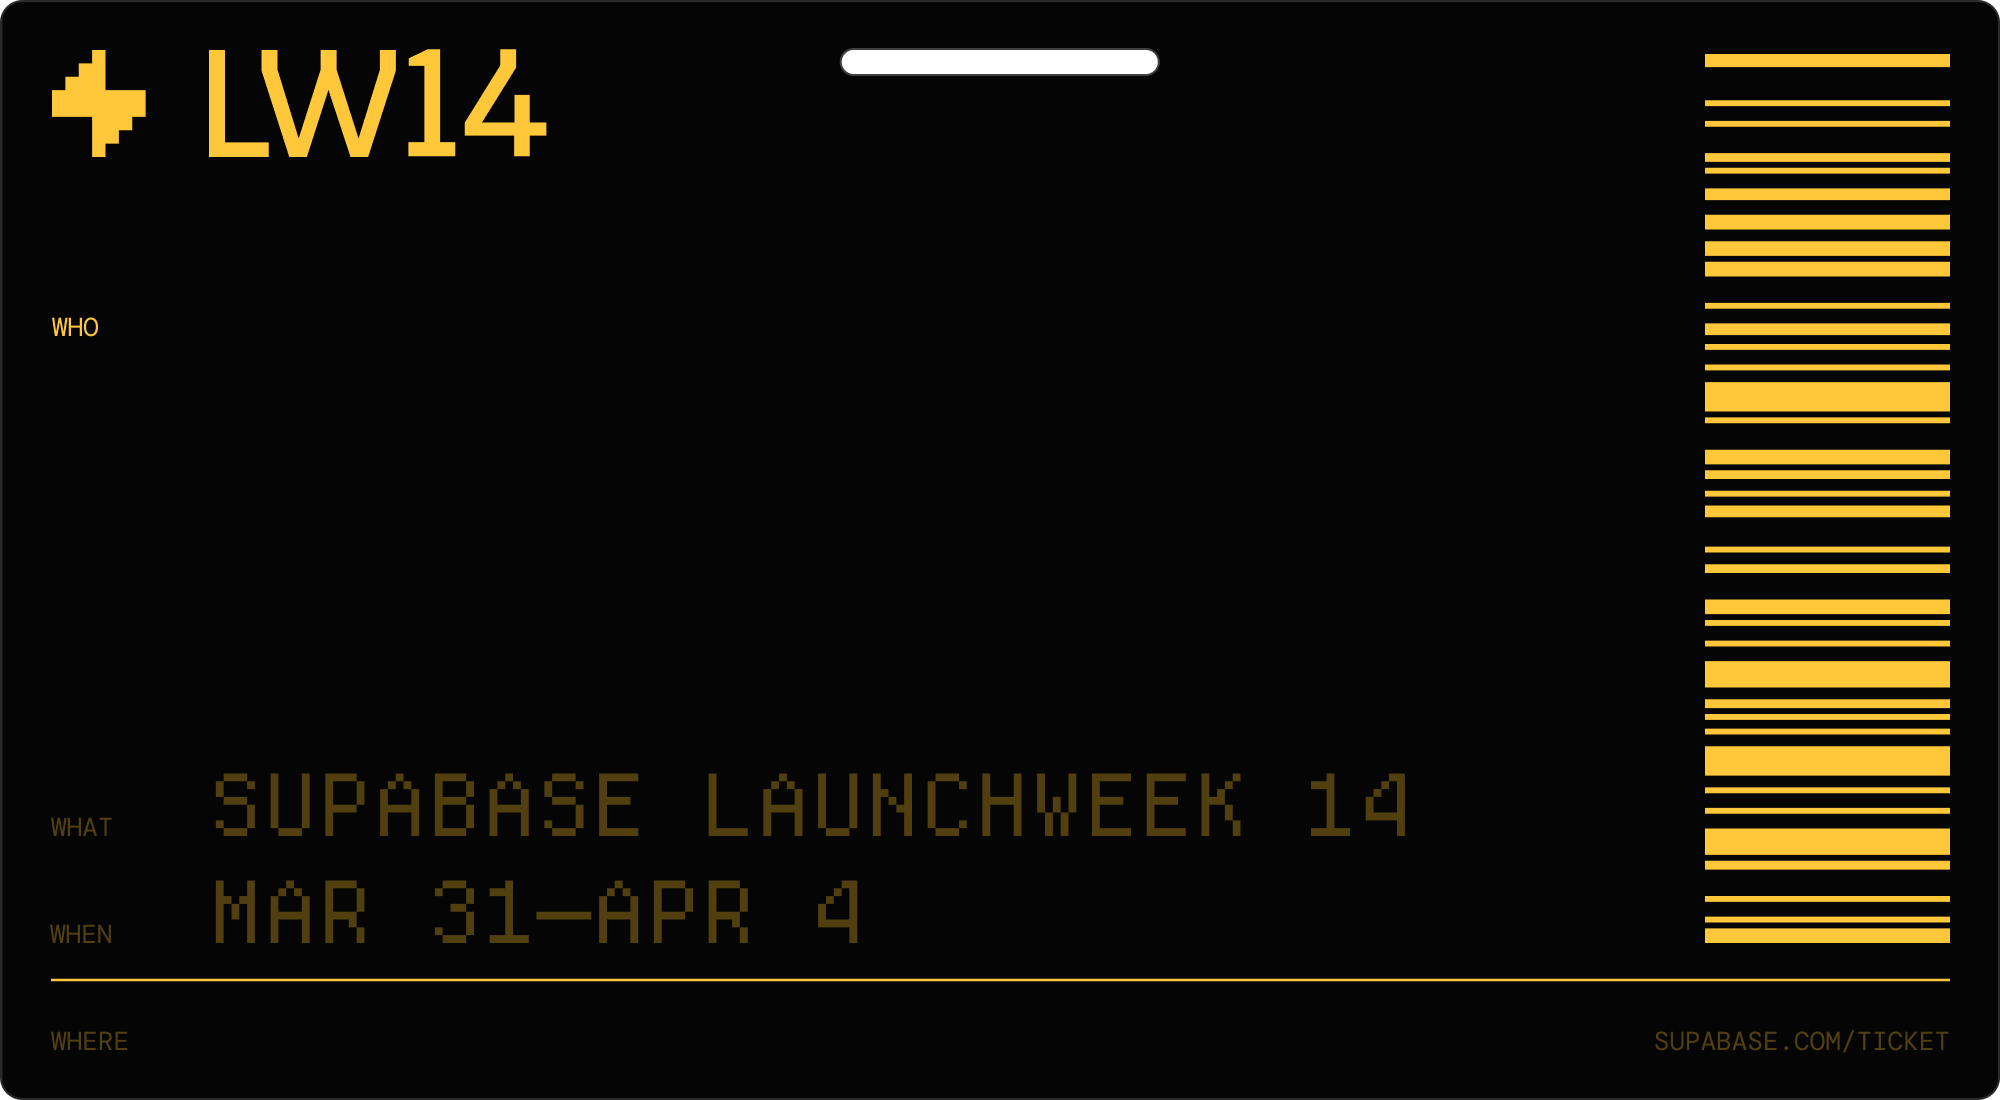 LW14
WHO
WHAT SUPABASE LAUNCHWEEK 14
WHEN MAR 31—APR 4
WHERE SUPABASE.COM/TICKET